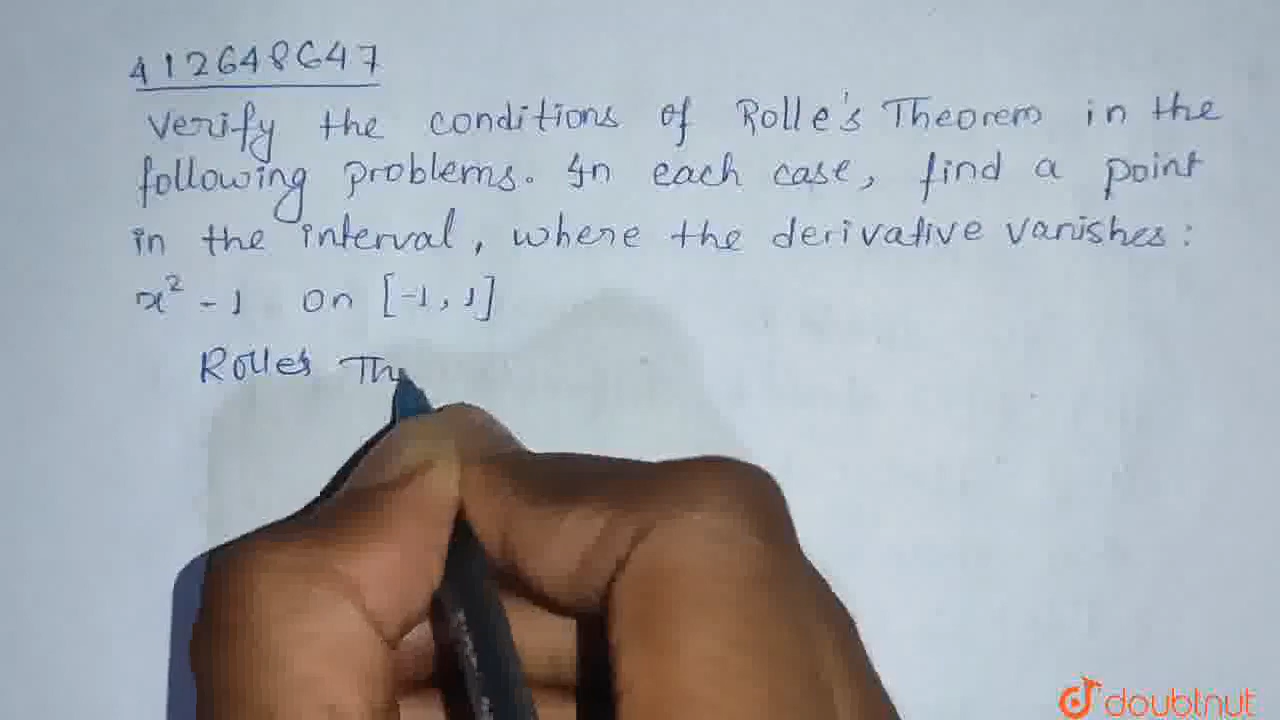 412648647
Verify the conditions of Rolle's Theorem in the
following problems. In each case, find a point
in the interval, where the derivative vanishes:
x² - 1 on [-1, 1]
Rolle's Th
doubtnut